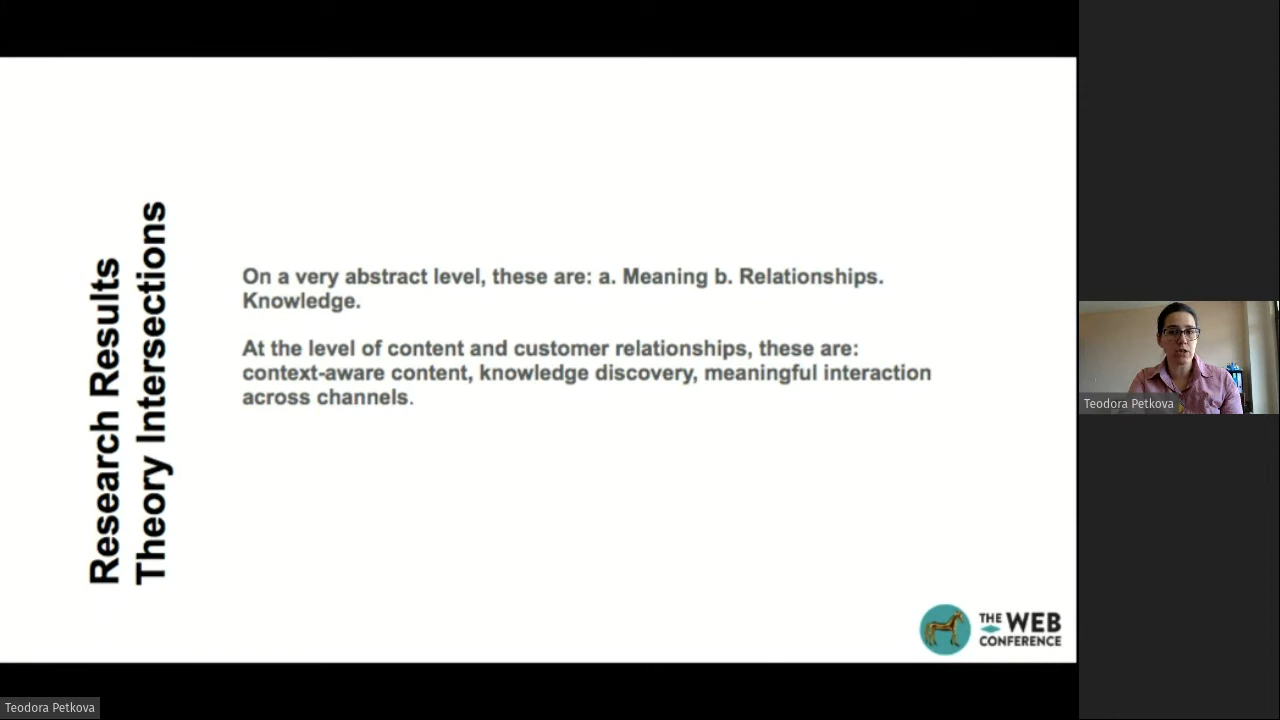 Research Results
Theory Intersections
On a very abstract level, these are: a. Meaning b. Relationships.
Knowledge.
At the level of content and customer relationships, these are:
context-aware content, knowledge discovery, meaningful interaction
across channels.
THE WEB
CONFERENCE
Teodora Petkova
Teodora Petkova